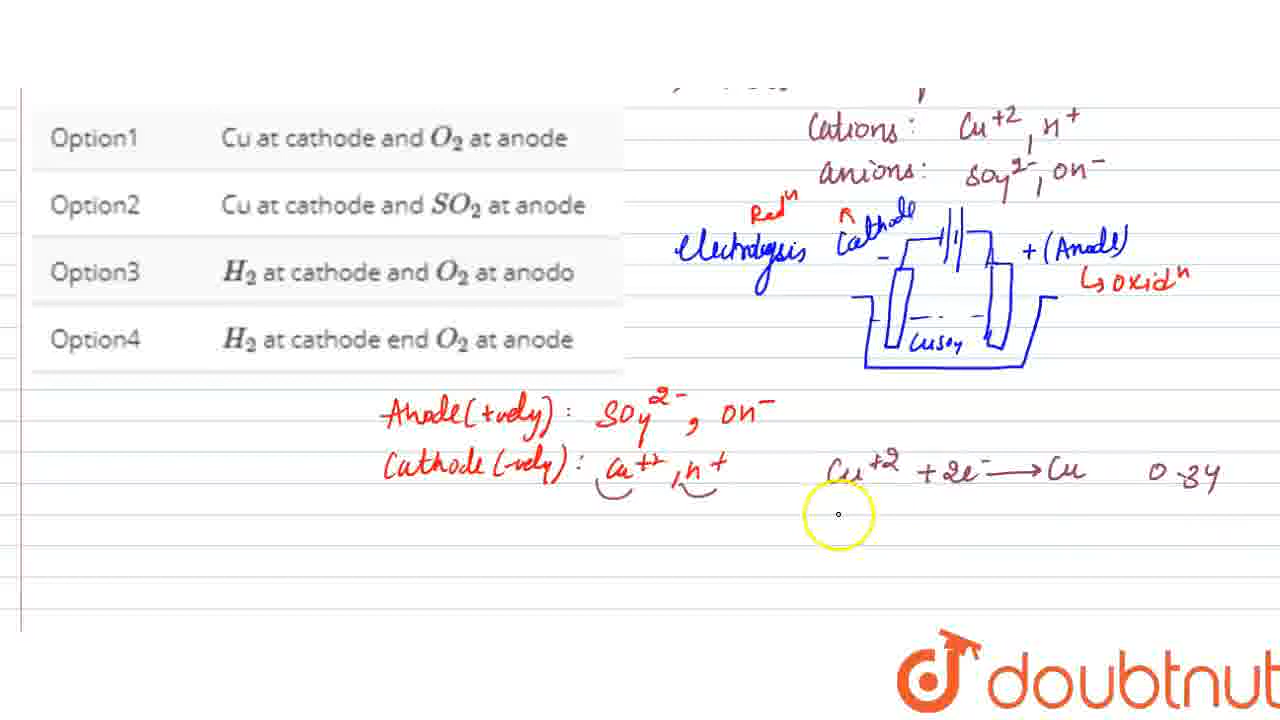 Cations : Cu+2, H+
anions : SO4 2-, OH-
Option1 Cu at cathode and O2 at anode
Option2 Cu at cathode and SO2 at anode
Option3 H2 at cathode and O2 at anodo
Option4 H2 at cathode end O2 at anode
Redn
electrolysis Cathode
- + (Anode)
↳ oxidn
CuSO4
Anode(+vely) : SO4 2-, OH-
Cathode(-vely) : Cu++, H+
Cu+2 + 2e- → Cu 0.34
doubtnut